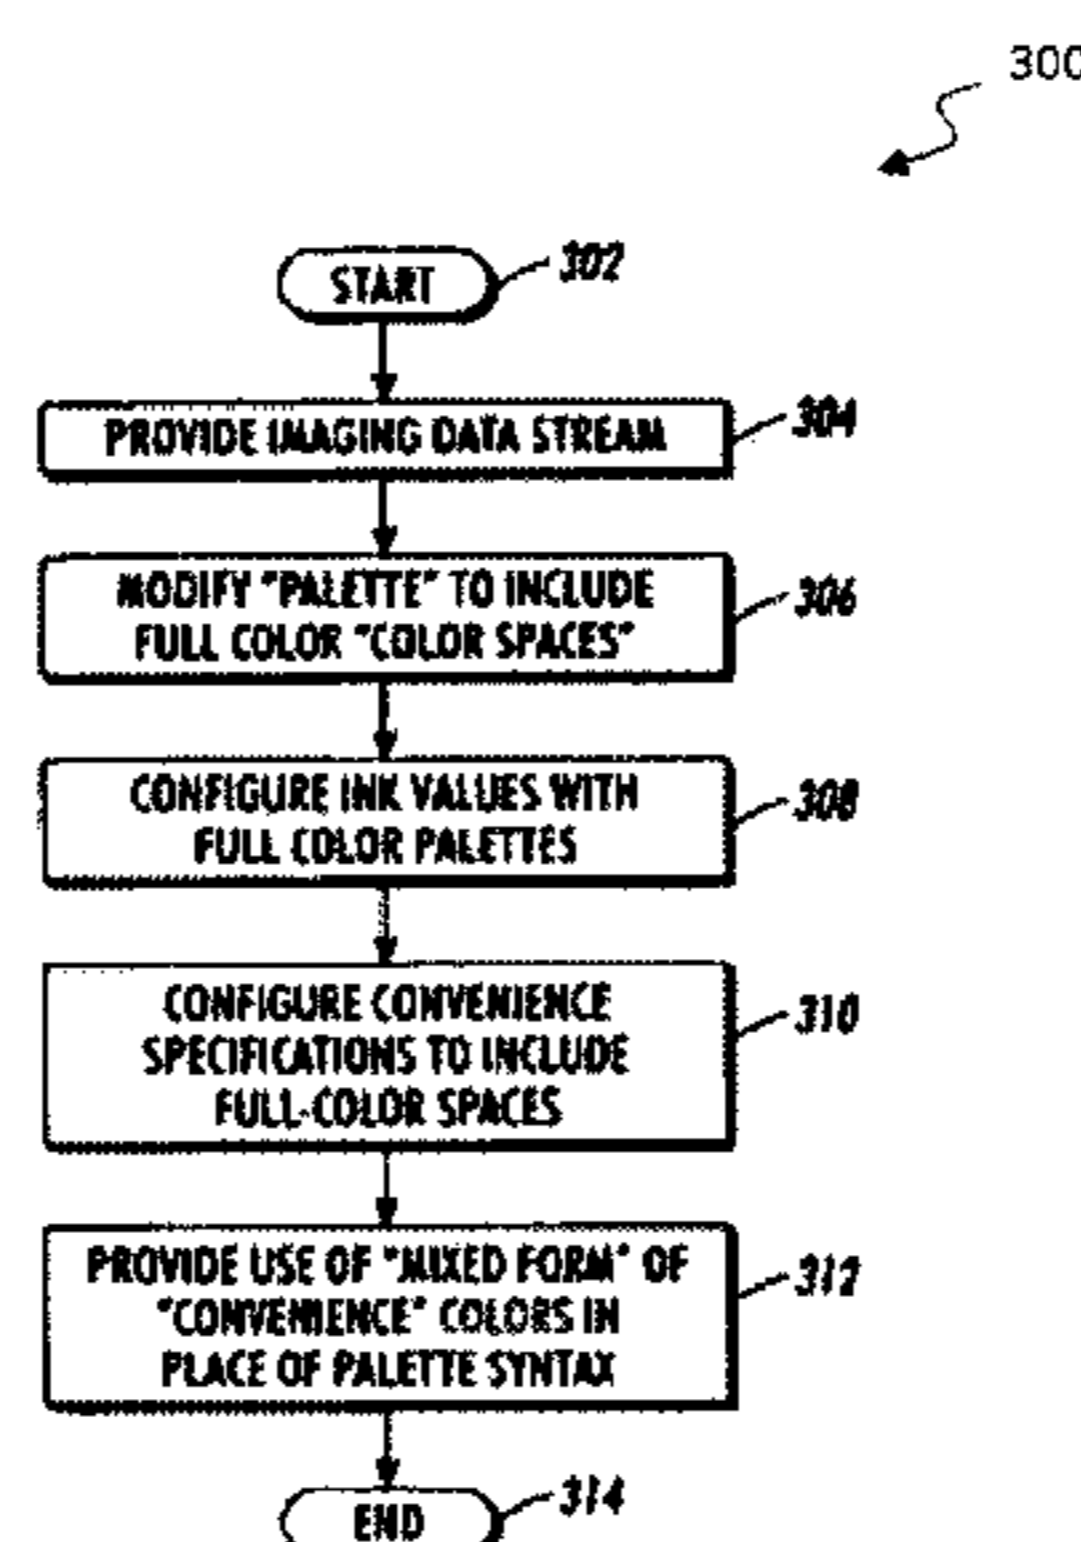 300
START
302
PROVIDE IMAGING DATA STREAM
304
MODIFY "PALETTE" TO INCLUDE
FULL COLOR "COLOR SPACES"
306
CONFIGURE INK VALUES WITH
FULL COLOR PALETTES
308
CONFIGURE CONVENIENCE
SPECIFICATIONS TO INCLUDE
FULL-COLOR SPACES
310
PROVIDE USE OF "MIXED FORM" OF
"CONVENIENCE" COLORS IN
PLACE OF PALETTE SYNTAX
312
END
314